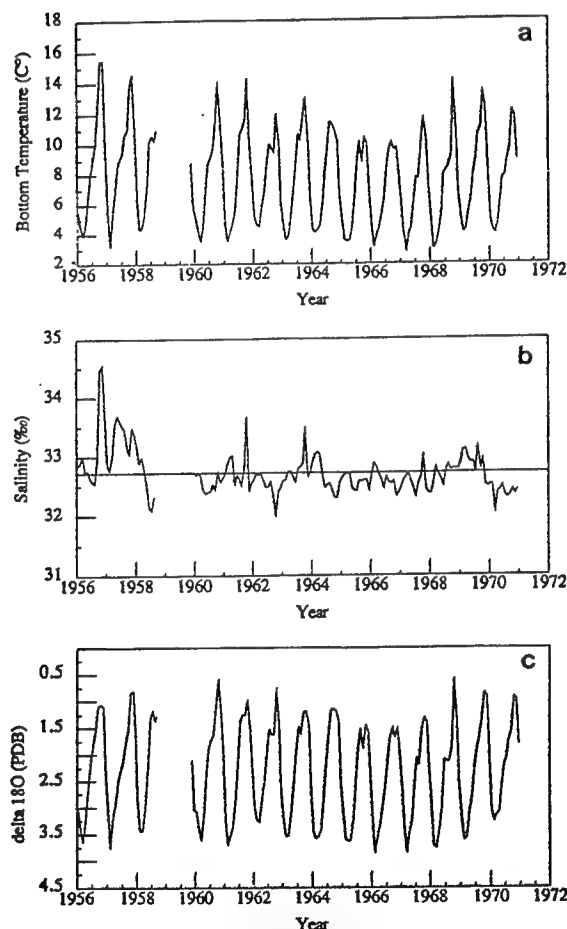 a
Bottom Temperature (C°)
18
16
14
12
10
8
6
4
2
1956 1958 1960 1962 1964 1966 1968 1970 1972
Year
b
Salinity (‰)
35
34
33
32
31
1956 1958 1960 1962 1964 1966 1968 1970 1972
Year
c
delta 18O (PDB)
0.5
1.5
2.5
3.5
4.5
1956 1958 1960 1962 1964 1966 1968 1970 1972
Year